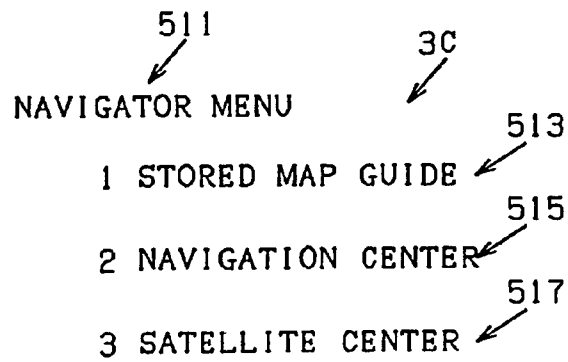 511
3C
NAVIGATOR MENU
513
1 STORED MAP GUIDE
515
2 NAVIGATION CENTER
517
3 SATELLITE CENTER